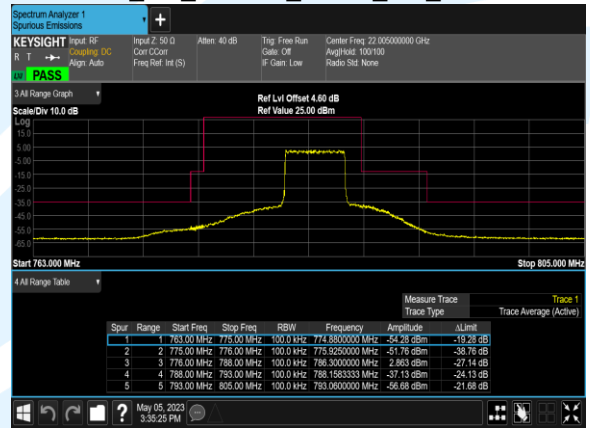 Spectrum Analyzer 1
Spurious Emissions
KEYSIGHT
Input: RF
Coupling: DC
Align: Auto
Input Z: 50 Ω
Corr CCorr
Freq Ref: Int (S)
Atten: 40 dB
Trig: Free Run
Gate: Off
IF Gain: Low
Center Freq: 22.005000000 GHz
Avg|Hold: 100/100
Radio Std: None
R T
PASS
3 All Range Graph
Scale/Div 10.0 dB
Ref Lvl Offset 4.60 dB
Ref Value 25.00 dBm
Log
15.0
5.00
-5.00
-15.0
-25.0
-35.0
-45.0
-55.0
-65.0
Start 763.000 MHz
Stop 805.000 MHz
4 All Range Table
Measure Trace Trace 1
Trace Type Trace Average (Active)
Spur Range Start Freq Stop Freq RBW Frequency Amplitude ΔLimit
1 1 763.00 MHz 775.00 MHz 100.0 kHz 774.8800000 MHz -54.28 dBm -19.28 dB
2 2 775.00 MHz 776.00 MHz 100.0 kHz 775.9250000 MHz -51.76 dBm -38.76 dB
3 3 776.00 MHz 788.00 MHz 100.0 kHz 786.3000000 MHz 2.863 dBm -27.14 dB
4 4 788.00 MHz 793.00 MHz 100.0 kHz 788.1583333 MHz -37.13 dBm -24.13 dB
5 5 793.00 MHz 805.00 MHz 100.0 kHz 793.0600000 MHz -56.68 dBm -21.68 dB
?
May 05, 2023
3:35:25 PM